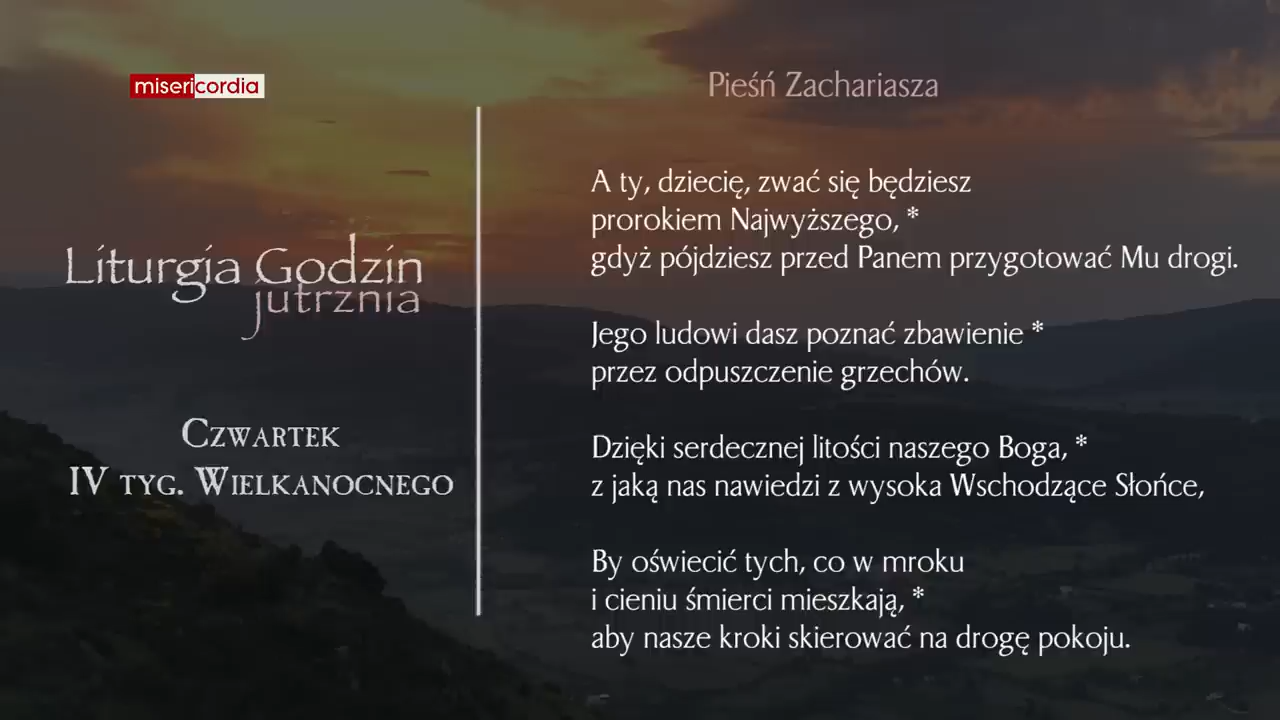 misericordia
Liturgia Godzin
jutrznia
Czwartek
IV tyg. Wielkanocnego
Pieśń Zachariasza
A ty, dziecię, zwać się będziesz
prorokiem Najwyższego, *
gdyż pójdziesz przed Panem przygotować Mu drogi.
Jego ludowi dasz poznać zbawienie *
przez odpuszczenie grzechów.
Dzięki serdecznej litości naszego Boga, *
z jaką nas nawiedzi z wysoka Wschodzące Słońce,
By oświecić tych, co w mroku
i cieniu śmierci mieszkają, *
aby nasze kroki skierować na drogę pokoju.